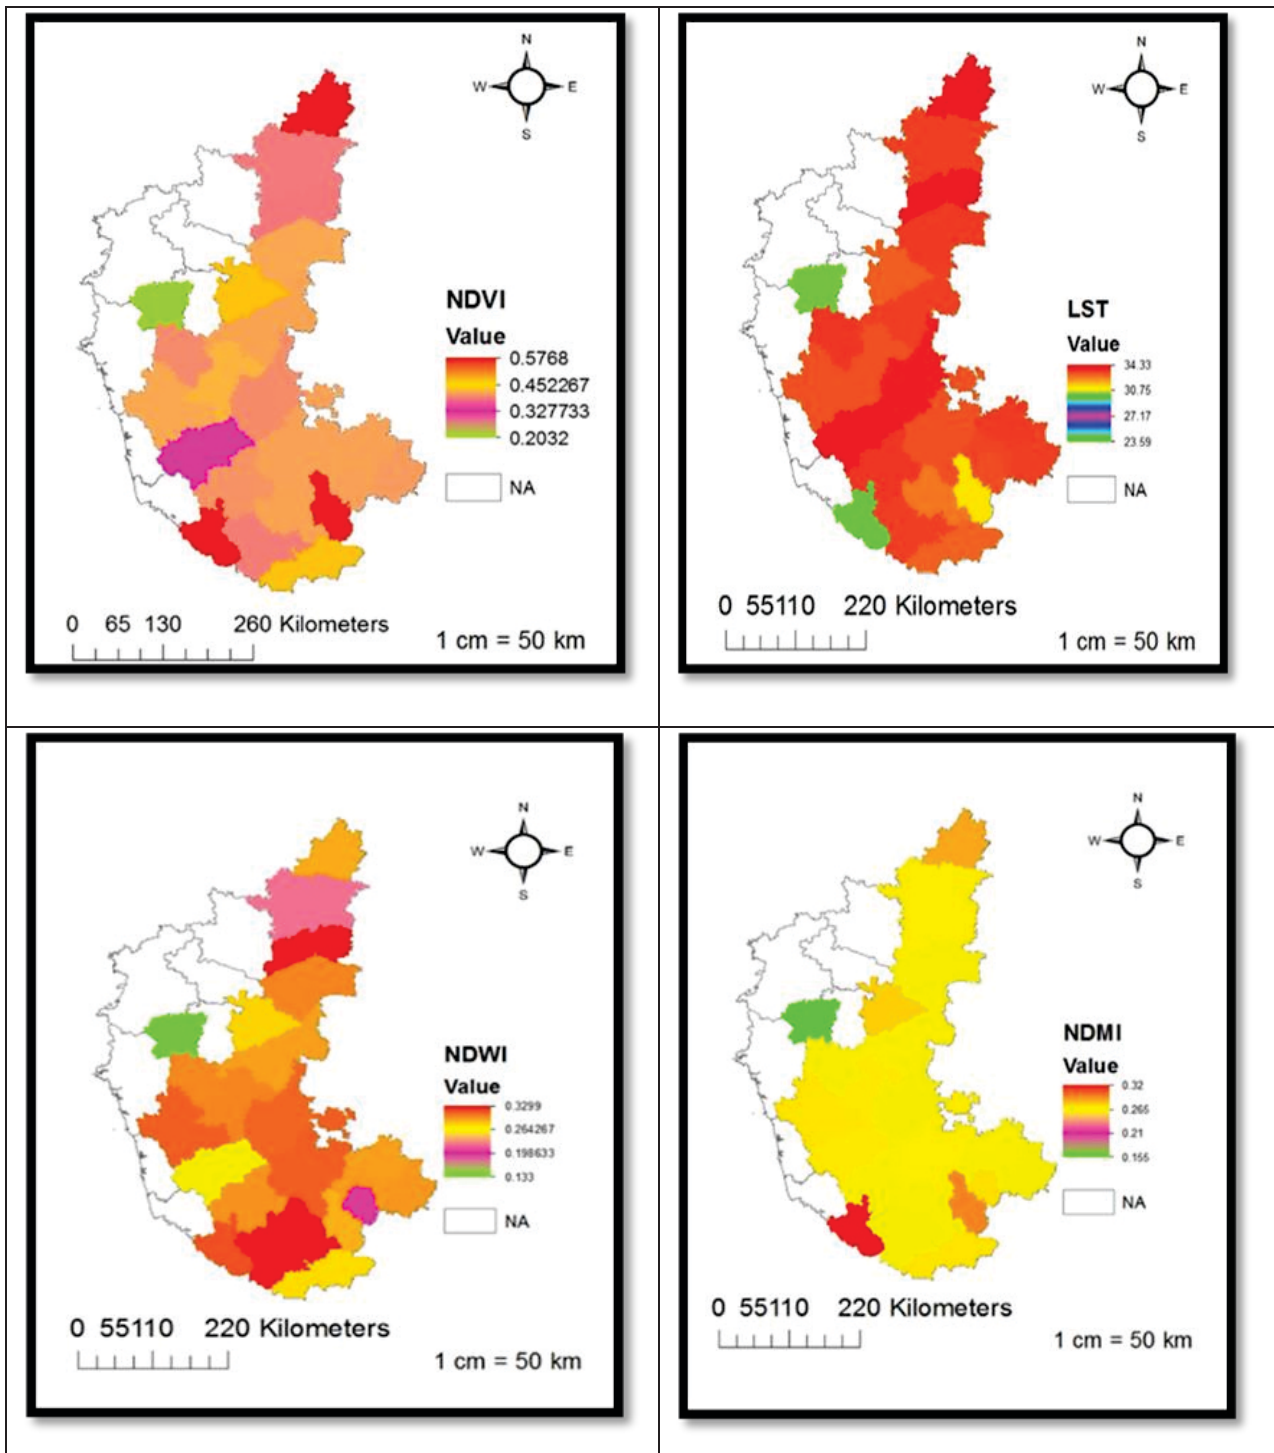 N
W E
S
NDVI
Value
0.5768
0.452267
0.327733
0.2032
NA
0 65 130 260 Kilometers
1 cm = 50 km
N
W E
S
LST
Value
34.33
30.75
27.17
23.59
NA
0 55110 220 Kilometers
1 cm = 50 km
N
W E
S
NDWI
Value
0.3299
0.264267
0.198633
0.133
NA
0 55110 220 Kilometers
1 cm = 50 km
N
W E
S
NDMI
Value
0.32
0.265
0.21
0.155
NA
0 55110 220 Kilometers
1 cm = 50 km